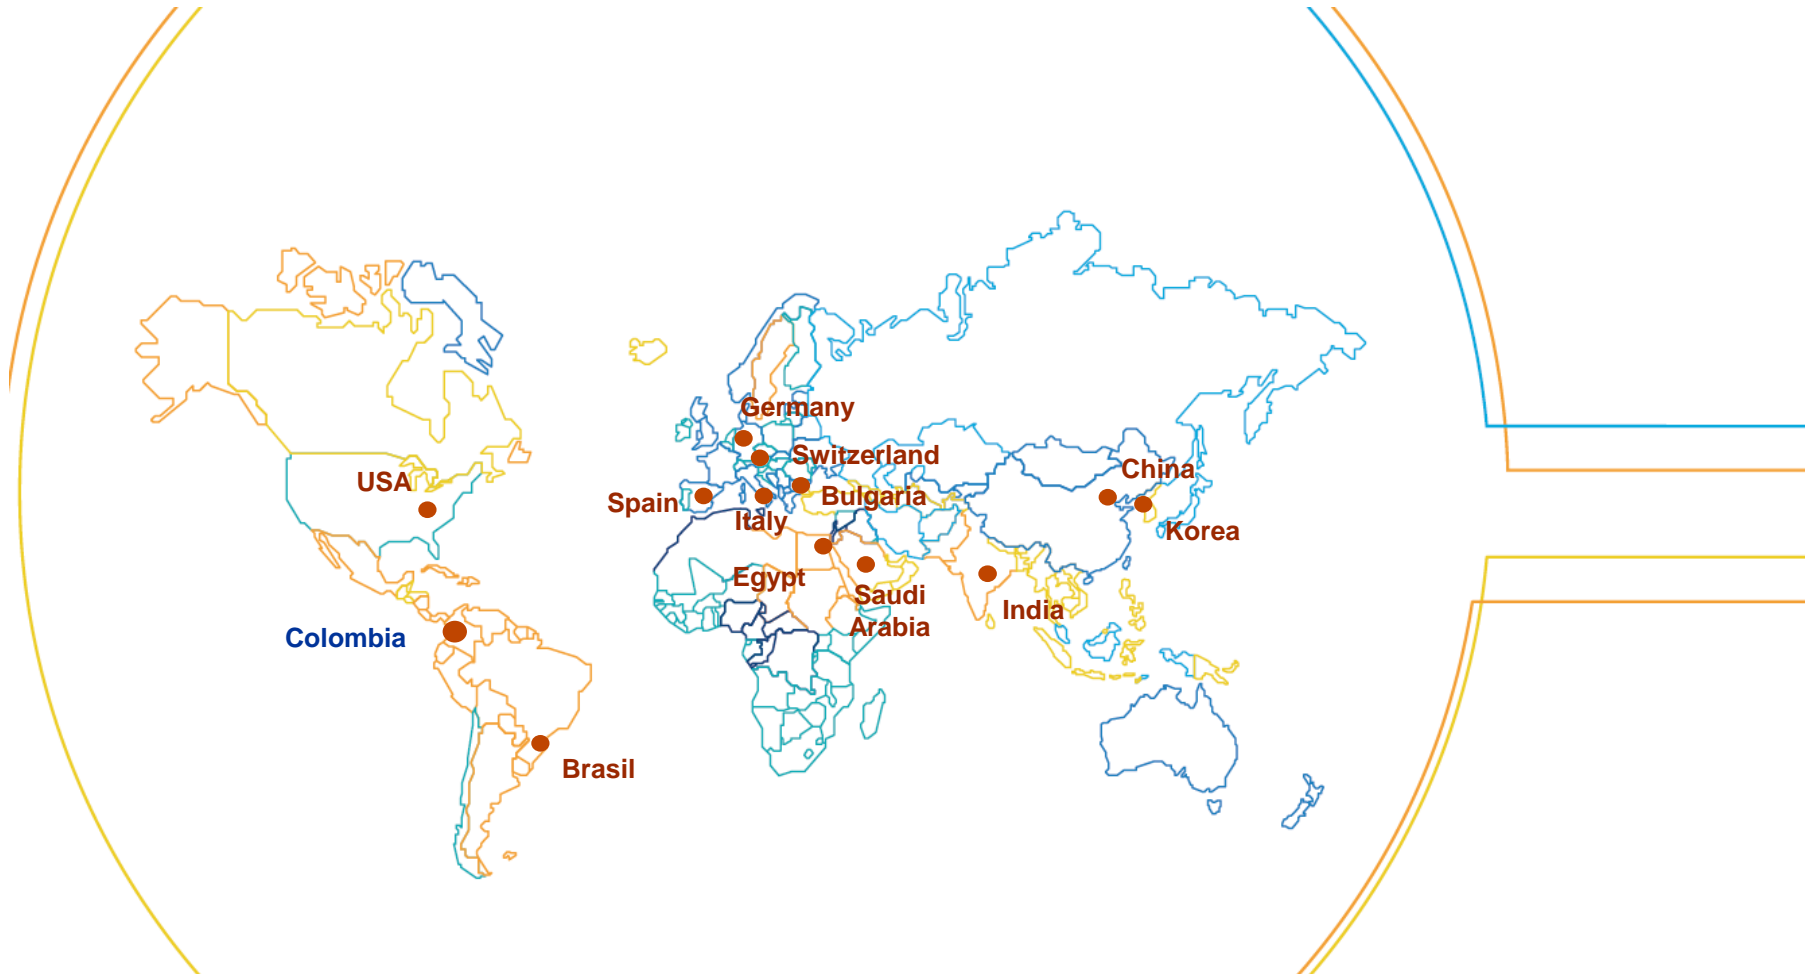 Germany
Switzerland
China
USA
Bulgaria
Spain
Italy
Korea
Egypt
Saudi
Arabia
India
Colombia
Brasil